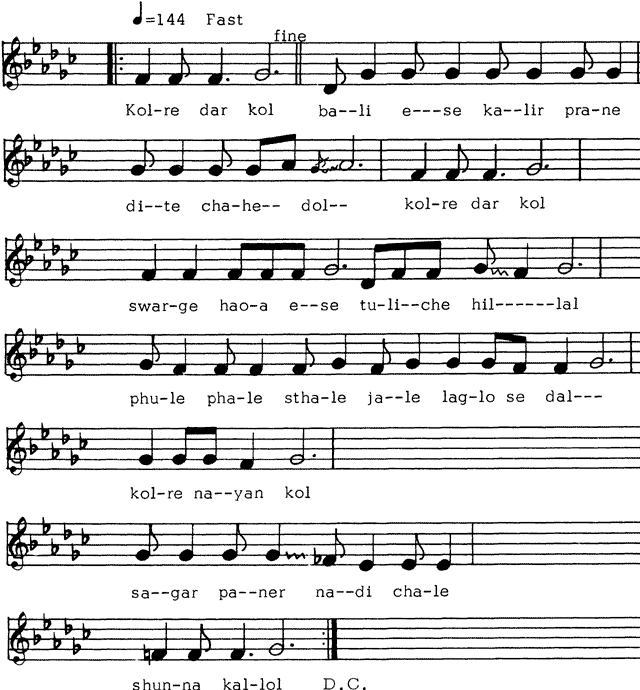 ♩=144 Fast
fine
Kol-re dar kol ba--li e---se ka--lir pra-ne
di--te cha-he-- dol-- kol-re dar kol
swar-ge hao-a e--se tu-li--che hil------lal
phu-le pha-le stha-le ja--le lag-lo se dal---
kol-re na--yan kol
sa--gar pa--ner na--di cha-le
shun-na kal-lol D.C.